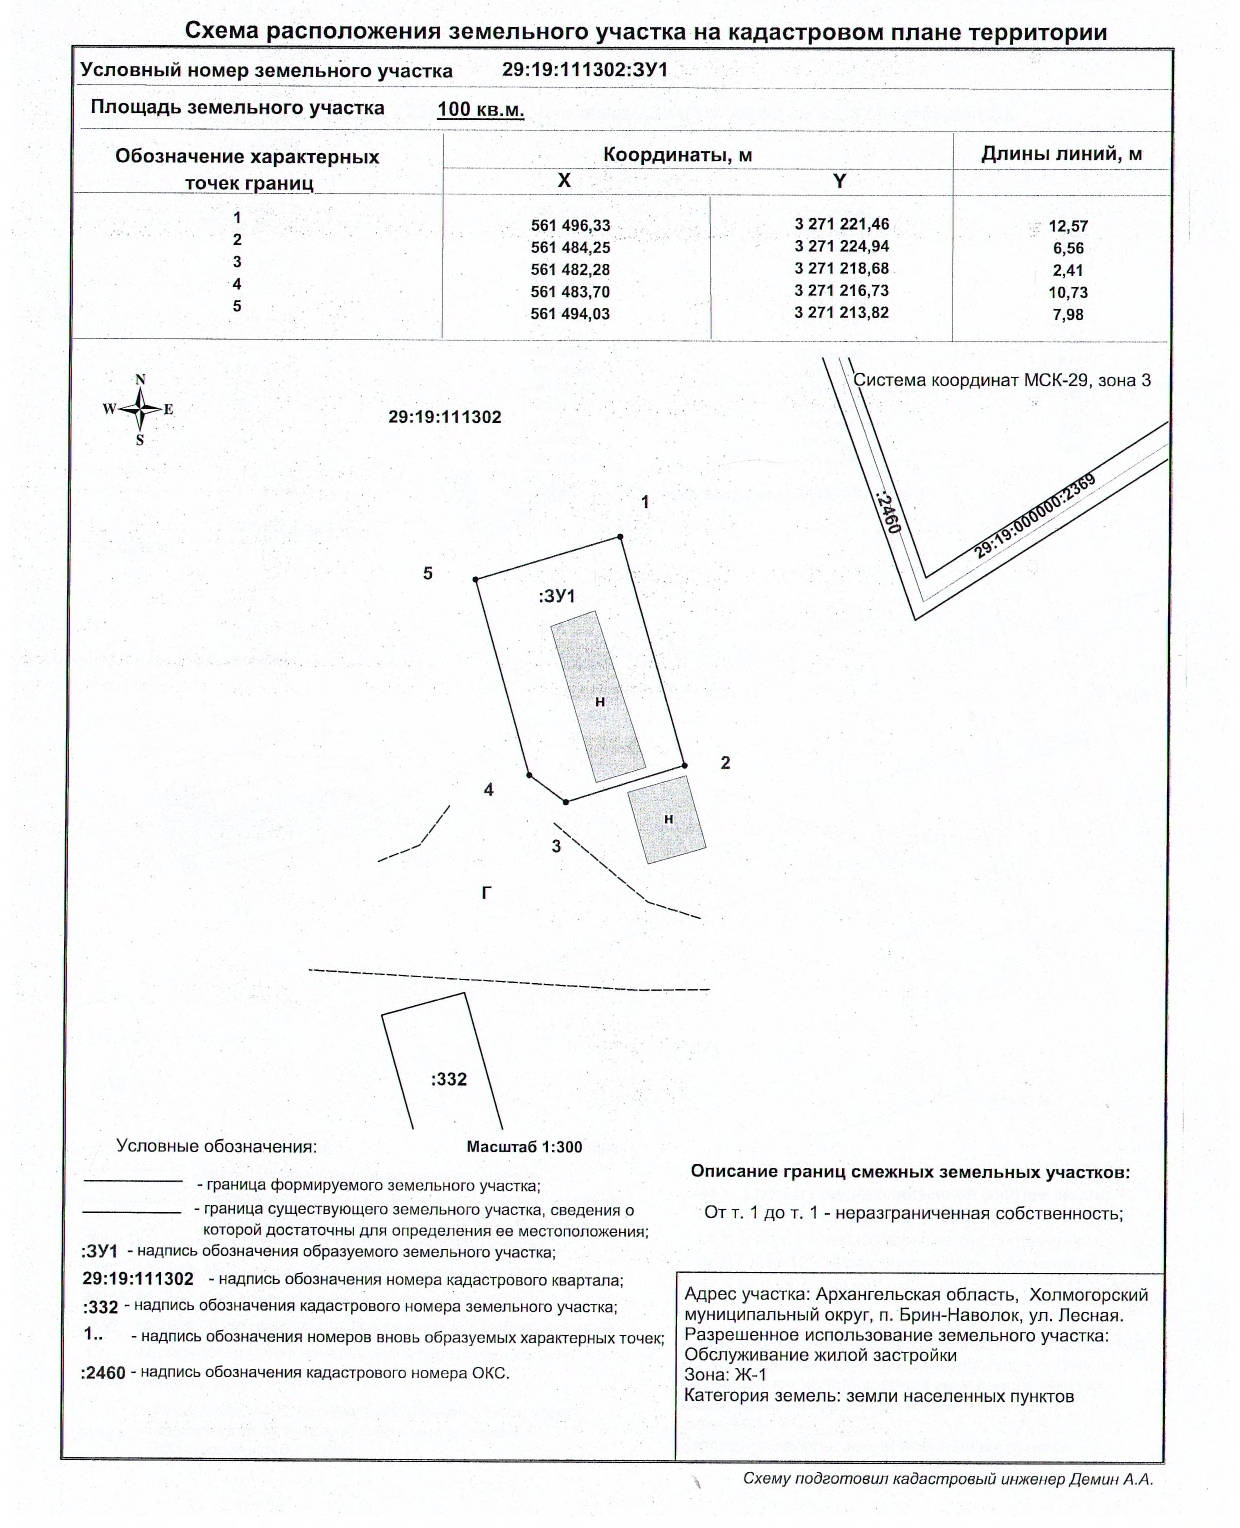 Схема расположения земельного участка на кадастровом плане территории
Условный номер земельного участка 29:19:111302:ЗУ1
Площадь земельного участка 100 кв.м.
Обозначение характерных точек границ Координаты, м Длины линий, м
X Y
1 561 496,33 3 271 221,46 12,57
2 561 484,25 3 271 224,94 6,56
3 561 482,28 3 271 218,68 2,41
4 561 483,70 3 271 216,73 10,73
5 561 494,03 3 271 213,82 7,98
Система координат МСК-29, зона 3
N
W E
S
29:19:111302
:2460
29:19:000000:2369
1
5
:ЗУ1
н
2
4
н
3
Г
:332
Условные обозначения: Масштаб 1:300
- граница формируемого земельного участка;
- граница существующего земельного участка, сведения о
которой достаточны для определения ее местоположения;
:ЗУ1 - надпись обозначения образуемого земельного участка;
29:19:111302 - надпись обозначения номера кадастрового квартала;
:332 - надпись обозначения кадастрового номера земельного участка;
1.. - надпись обозначения номеров вновь образуемых характерных точек;
:2460 - надпись обозначения кадастрового номера ОКС.
Описание границ смежных земельных участков:
От т. 1 до т. 1 - неразграниченная собственность;
Адрес участка: Архангельская область, Холмогорский
муниципальный округ, п. Брин-Наволок, ул. Лесная.
Разрешенное использование земельного участка:
Обслуживание жилой застройки
Зона: Ж-1
Категория земель: земли населенных пунктов
Схему подготовил кадастровый инженер Демин А.А.